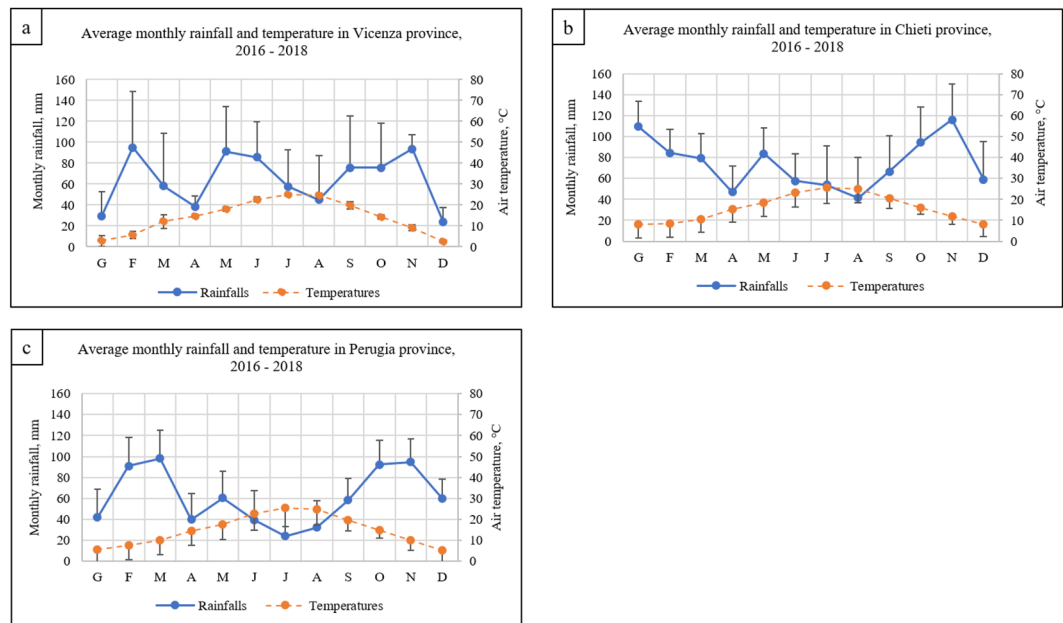 a
Average monthly rainfall and temperature in Vicenza province,
2016 - 2018
Monthly rainfall, mm
160
140
120
100
80
60
40
20
0
80
70
60
50
40
30
20
10
0
Air temperature, °C
G F M A M J J A S O N D
Rainfalls Temperatures
b
Average monthly rainfall and temperature in Chieti province,
2016 - 2018
Monthly rainfall, mm
160
140
120
100
80
60
40
20
0
80
70
60
50
40
30
20
10
0
Air temperature, °C
G F M A M J J A S O N D
Rainfalls Temperatures
c
Average monthly rainfall and temperature in Perugia province,
2016 - 2018
Monthly rainfall, mm
160
140
120
100
80
60
40
20
0
80
70
60
50
40
30
20
10
0
Air temperature, °C
G F M A M J J A S O N D
Rainfalls Temperatures